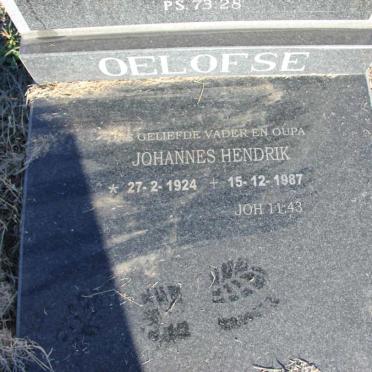 PS. 73:28
OELOFSE
GELIEFDE VADER EN OUPA
JOHANNES HENDRIK
* 27-2-1924 + 15-12-1987
JOH 11:43